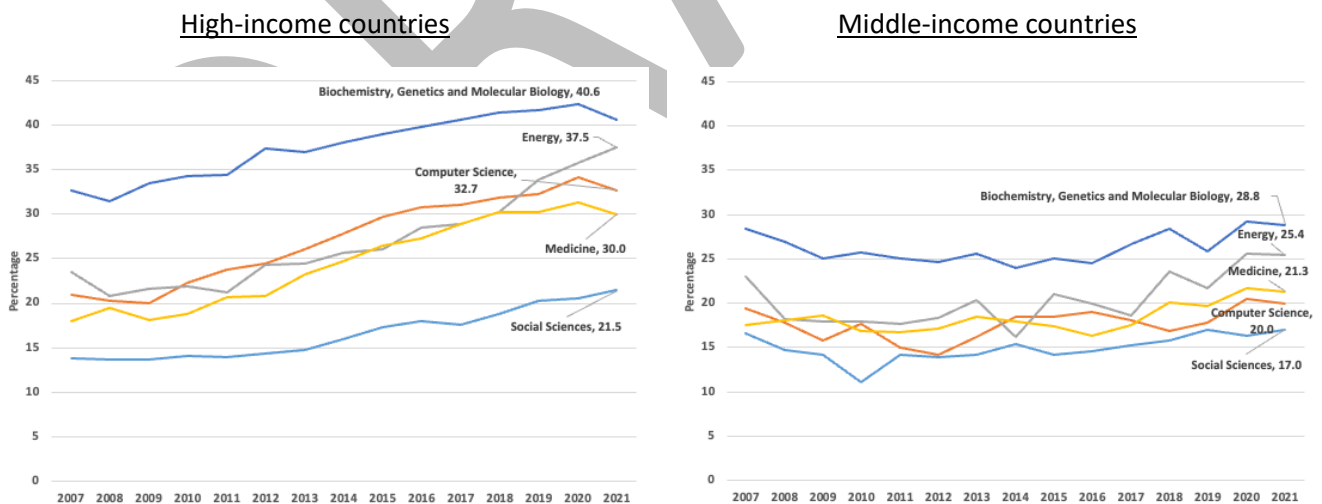 High-income countries
Middle-income countries
45
40
35
30
25
20
15
10
5
0
Percentage
Biochemistry, Genetics and Molecular Biology, 40.6
Energy, 37.5
Computer Science,
32.7
Medicine, 30.0
Social Sciences, 21.5
2007 2008 2009 2010 2011 2012 2013 2014 2015 2016 2017 2018 2019 2020 2021
45
40
35
30
25
20
15
10
5
0
Percentage
Biochemistry, Genetics and Molecular Biology, 28.8
Energy, 25.4
Medicine, 21.3
Computer Science,
20.0
Social Sciences, 17.0
2007 2008 2009 2010 2011 2012 2013 2014 2015 2016 2017 2018 2019 2020 2021